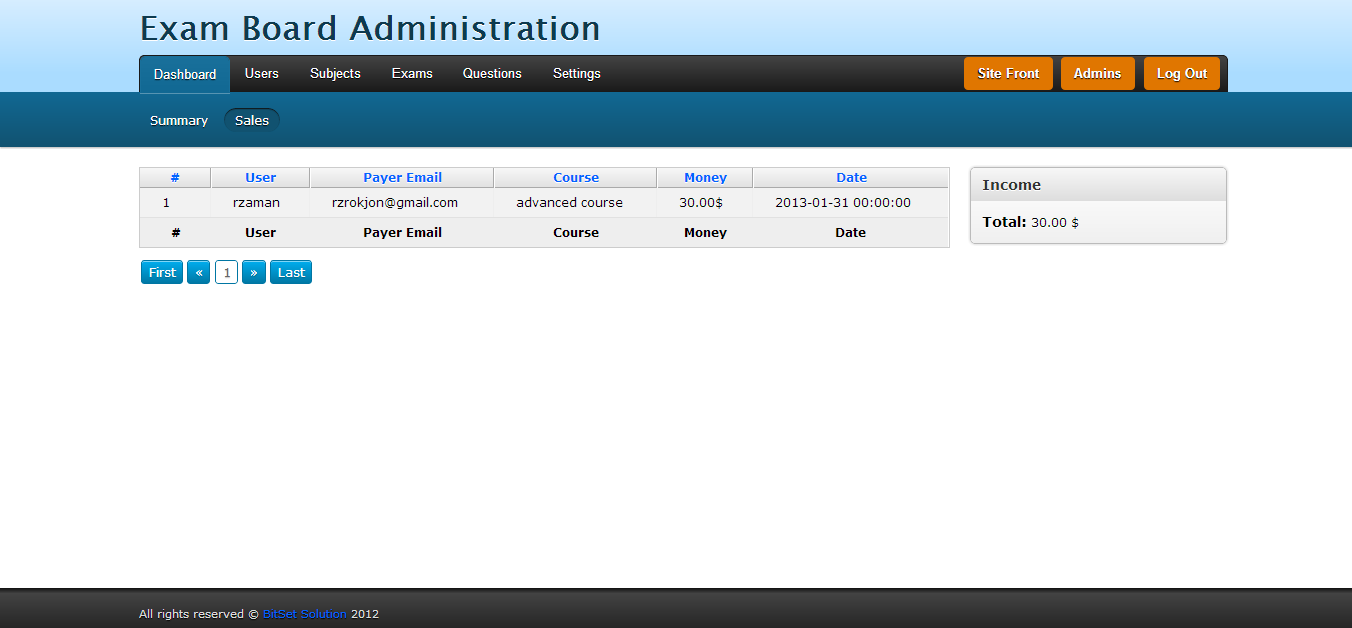 Exam Board Administration
Dashboard Users Subjects Exams Questions Settings Site Front Admins Log Out
Summary Sales
# User Payer Email Course Money Date
1 rzaman rzrokjon@gmail.com advanced course 30.00$ 2013-01-31 00:00:00
# User Payer Email Course Money Date
First « 1 » Last
Income
Total: 30.00 $
All rights reserved © BitSet Solution 2012